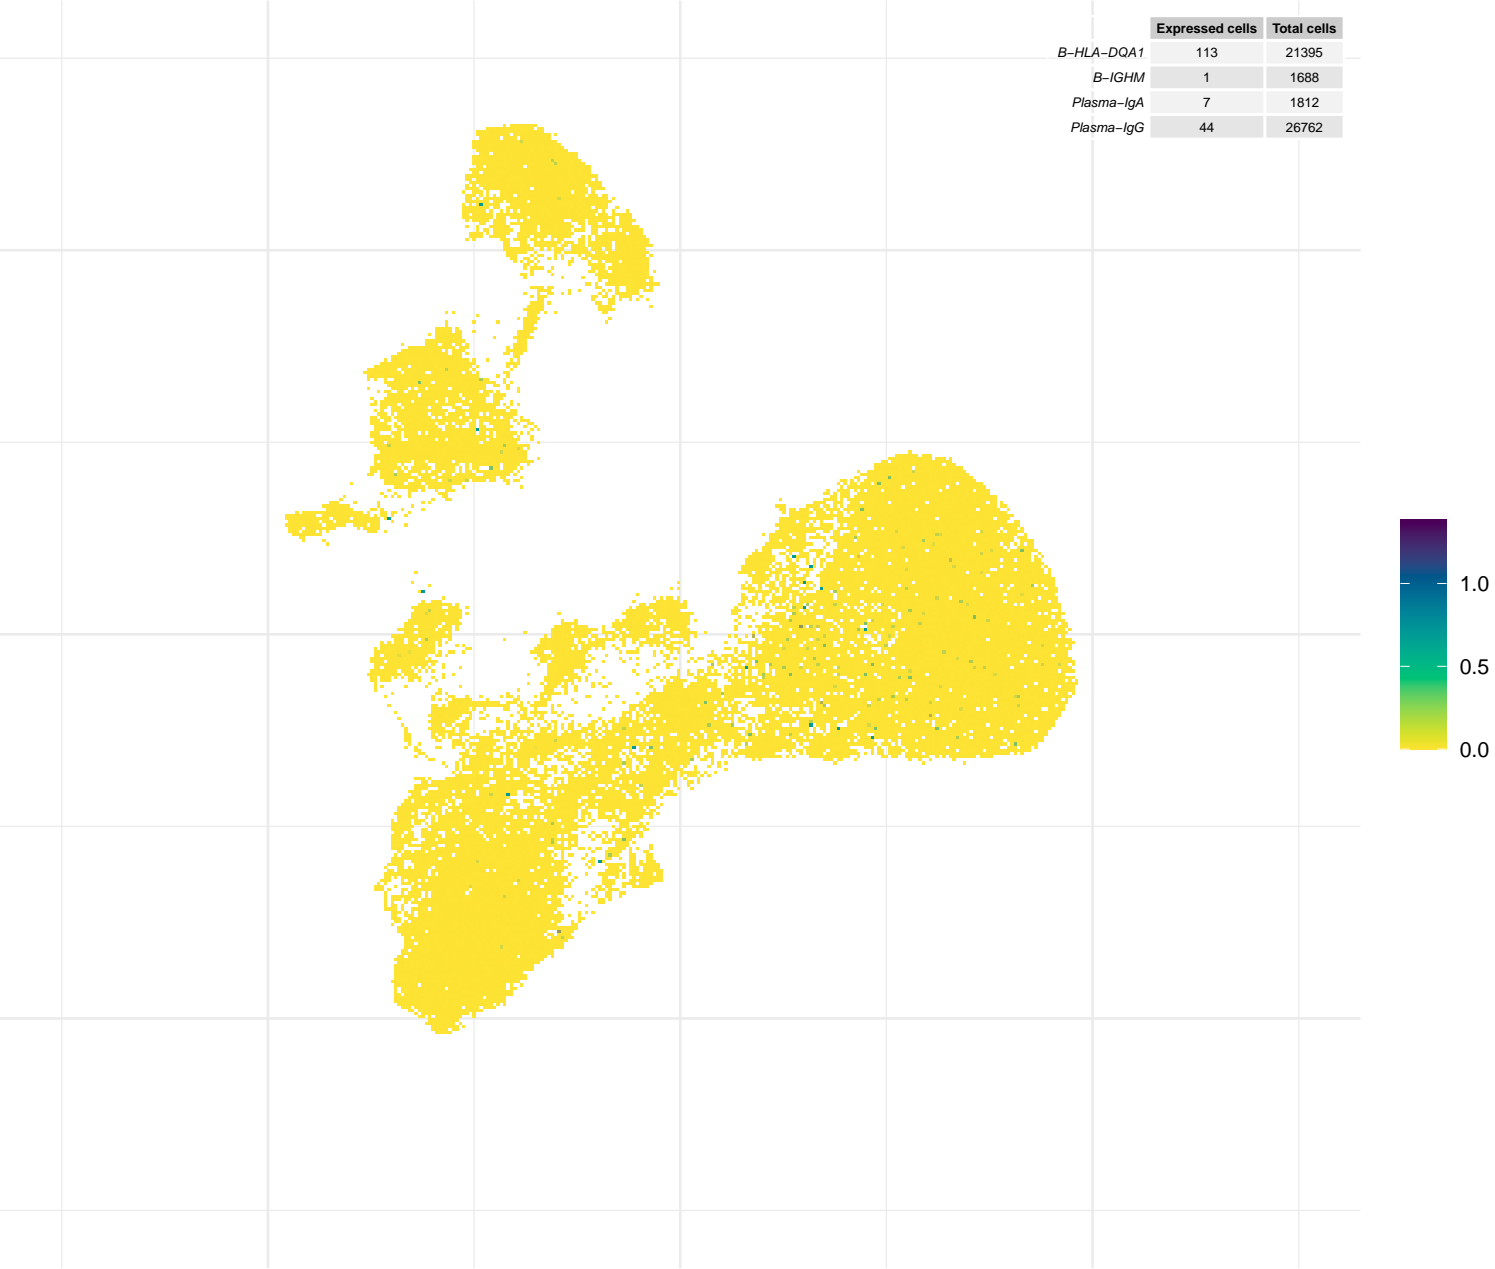 Expressed cells Total cells
B−HLA−DQA1 113 21395
B−IGHM 1 1688
Plasma−IgA 7 1812
Plasma−IgG 44 26762
1.0
0.5
0.0